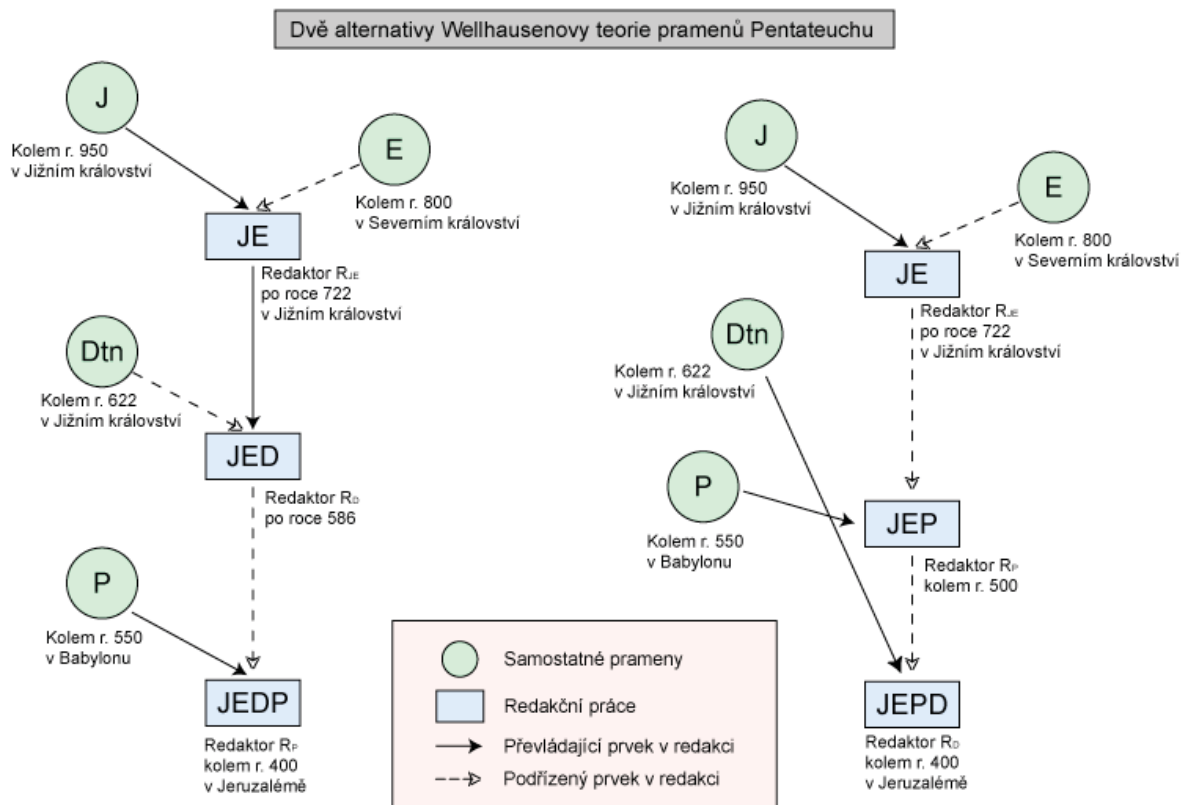 Dvě alternativy Wellhausenovy teorie pramenů Pentateuchu
J
Kolem r. 950
v Jižním království
E
Kolem r. 800
v Severním království
JE
Redaktor RJE
po roce 722
v Jižním království
Dtn
Kolem r. 622
v Jižním království
JED
Redaktor RD
po roce 586
P
Kolem r. 550
v Babylonu
JEDP
Redaktor RP
kolem r. 400
v Jeruzalémě
J
Kolem r. 950
v Jižním království
E
Kolem r. 800
v Severním království
JE
Redaktor RJE
po roce 722
v Jižním království
Dtn
Kolem r. 622
v Jižním království
P
Kolem r. 550
v Babylonu
JEP
Redaktor RP
kolem r. 500
JEPD
Redaktor RD
kolem r. 400
v Jeruzalémě
Samostatné prameny
Redakční práce
Převládající prvek v redakci
Podřízený prvek v redakci